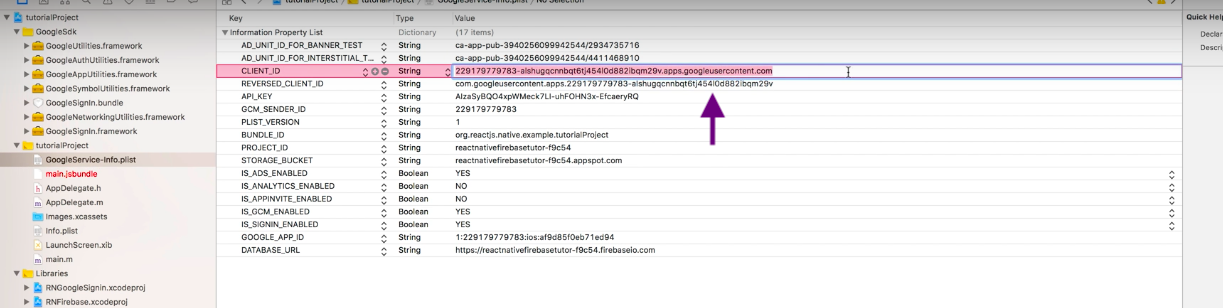 tutorialProject
tutorialProject
GoogleService-Info.plist
No Selection
tutorialProject
GoogleSdk
GoogleUtilities.framework
GoogleAuthUtilities.framework
GoogleAppUtilities.framework
GoogleSymbolUtilities.framework
GoogleSignIn.bundle
GoogleNetworkingUtilities.framework
GoogleSignIn.framework
tutorialProject
GoogleService-Info.plist
main.jsbundle
AppDelegate.h
AppDelegate.m
Images.xcassets
Info.plist
LaunchScreen.xib
main.m
Libraries
RNGoogleSignin.xcodeproj
RNFirebase.xcodeproj
Key Type Value
Information Property List Dictionary (17 items)
AD_UNIT_ID_FOR_BANNER_TEST String ca-app-pub-3940256099942544/2934735716
AD_UNIT_ID_FOR_INTERSTITIAL_T... String ca-app-pub-3940256099942544/4411468910
CLIENT_ID String 229179779783-alshugqcnnbqt6tj454l0d882lbqm29v.apps.googleusercontent.com
REVERSED_CLIENT_ID String com.googleusercontent.apps.229179779783-alshugqcnnbqt6tj454l0d882lbqm29v
API_KEY String AIzaSyBQO4xpWMeck7LI-uhFOHN3x-EfcaeryRQ
GCM_SENDER_ID String 229179779783
PLIST_VERSION String 1
BUNDLE_ID String org.reactjs.native.example.tutorialProject
PROJECT_ID String reactnativefirebasetutor-f9c54
STORAGE_BUCKET String reactnativefirebasetutor-f9c54.appspot.com
IS_ADS_ENABLED Boolean YES
IS_ANALYTICS_ENABLED Boolean NO
IS_APPINVITE_ENABLED Boolean NO
IS_GCM_ENABLED Boolean YES
IS_SIGNIN_ENABLED Boolean YES
GOOGLE_APP_ID String 1:229179779783:ios:af9d85f0eb71ed94
DATABASE_URL String https://reactnativefirebasetutor-f9c54.firebaseio.com
Quick Help
Declar
Descri